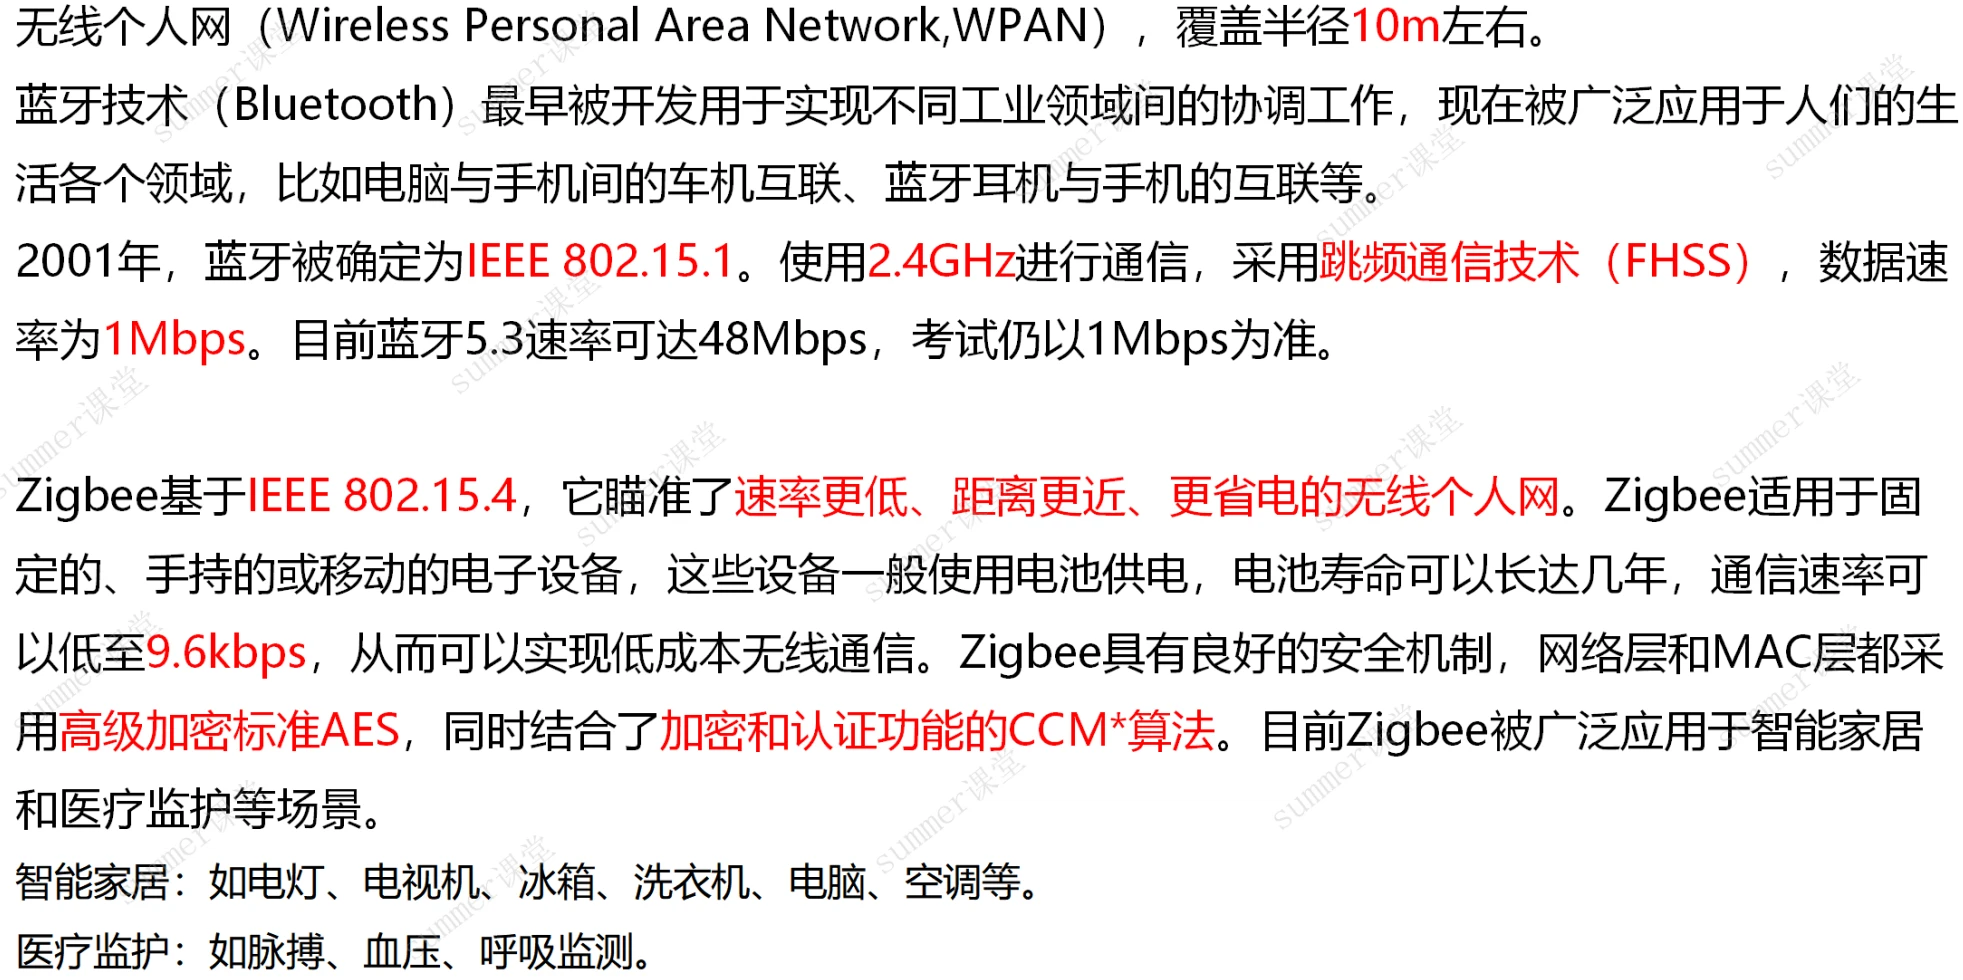 无线个人网（Wireless Personal Area Network,WPAN），覆盖半径10m左右。
蓝牙技术（Bluetooth）最早被开发用于实现不同工业领域间的协调工作，现在被广泛应用于人们的生
活各个领域，比如电脑与手机间的车机互联、蓝牙耳机与手机的互联等。
2001年，蓝牙被确定为IEEE 802.15.1。使用2.4GHz进行通信，采用跳频通信技术（FHSS），数据速
率为1Mbps。目前蓝牙5.3速率可达48Mbps，考试仍以1Mbps为准。
Zigbee基于IEEE 802.15.4，它瞄准了速率更低、距离更近、更省电的无线个人网。Zigbee适用于固
定的、手持的或移动的电子设备，这些设备一般使用电池供电，电池寿命可以长达几年，通信速率可
以低至9.6kbps，从而可以实现低成本无线通信。Zigbee具有良好的安全机制，网络层和MAC层都采
用高级加密标准AES，同时结合了加密和认证功能的CCM*算法。目前Zigbee被广泛应用于智能家居
和医疗监护等场景。
智能家居：如电灯、电视机、冰箱、洗衣机、电脑、空调等。
医疗监护：如脉搏、血压、呼吸监测。
summer课堂